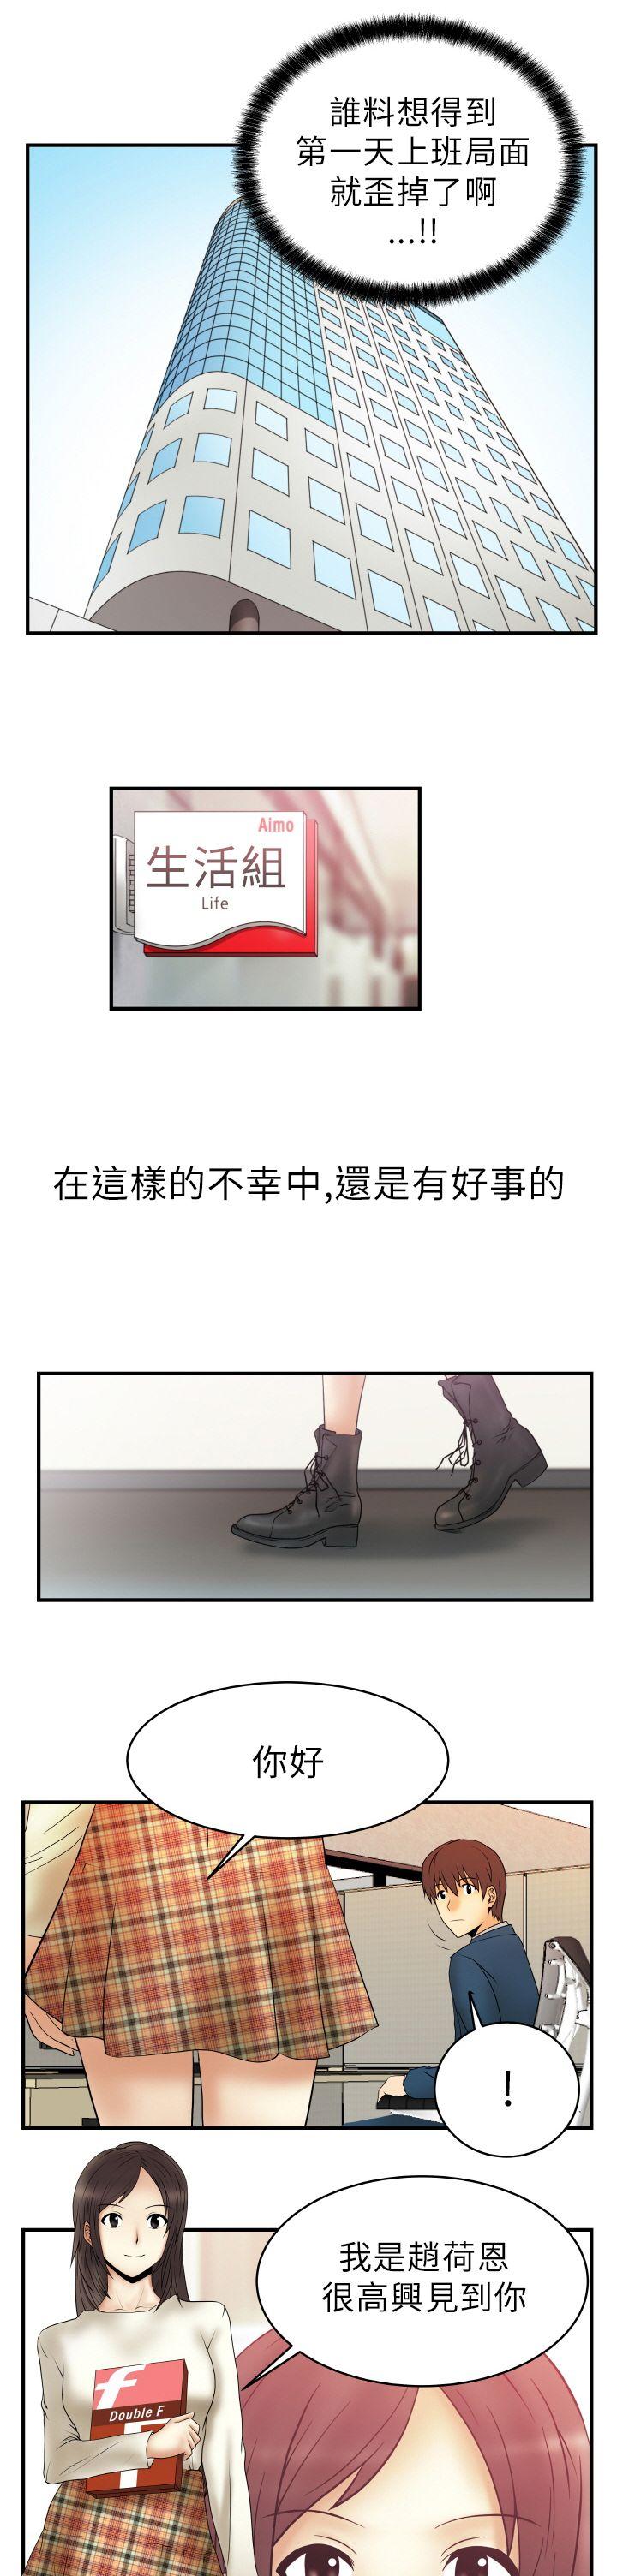 誰料想得到
第一天上班局面
就歪掉了啊
...!!
Aimo
生活組
Life
在這樣的不幸中,還是有好事的
你好
!
我是趙荷恩
很高興見到你
f
Double F
F